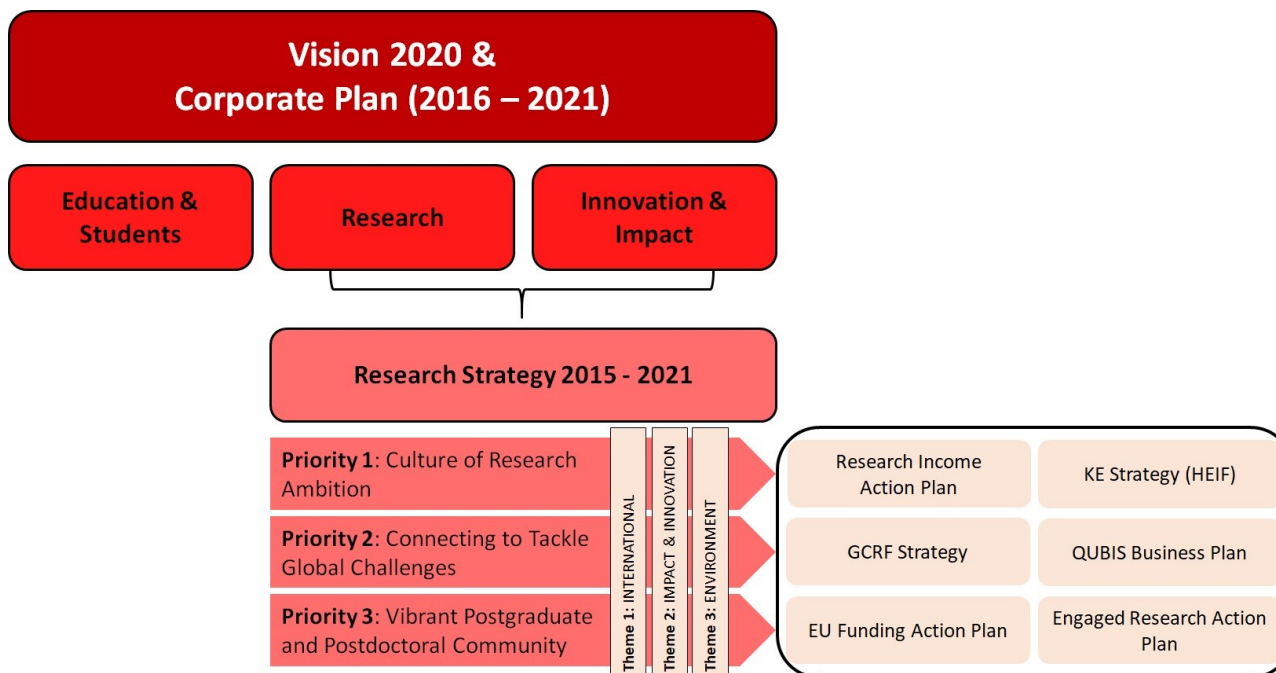 Vision 2020 &
Corporate Plan (2016 – 2021)
Education &
Students
Research
Innovation &
Impact
Research Strategy 2015 - 2021
Priority 1: Culture of Research
Ambition
Priority 2: Connecting to Tackle
Global Challenges
Priority 3: Vibrant Postgraduate
and Postdoctoral Community
Theme 1: INTERNATIONAL
Theme 2: IMPACT & INNOVATION
Theme 3: ENVIRONMENT
Research Income
Action Plan
KE Strategy (HEIF)
GCRF Strategy
QUBIS Business Plan
EU Funding Action Plan
Engaged Research Action
Plan